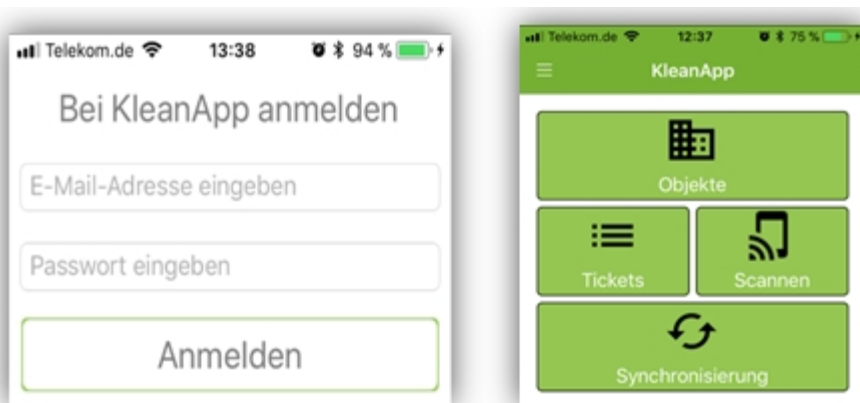 Telekom.de 13:38 94 %
Bei KleanApp anmelden
E-Mail-Adresse eingeben
Passwort eingeben
Anmelden
Telekom.de 12:37 75 %
KleanApp
Objekte
Tickets Scannen
Synchronisierung